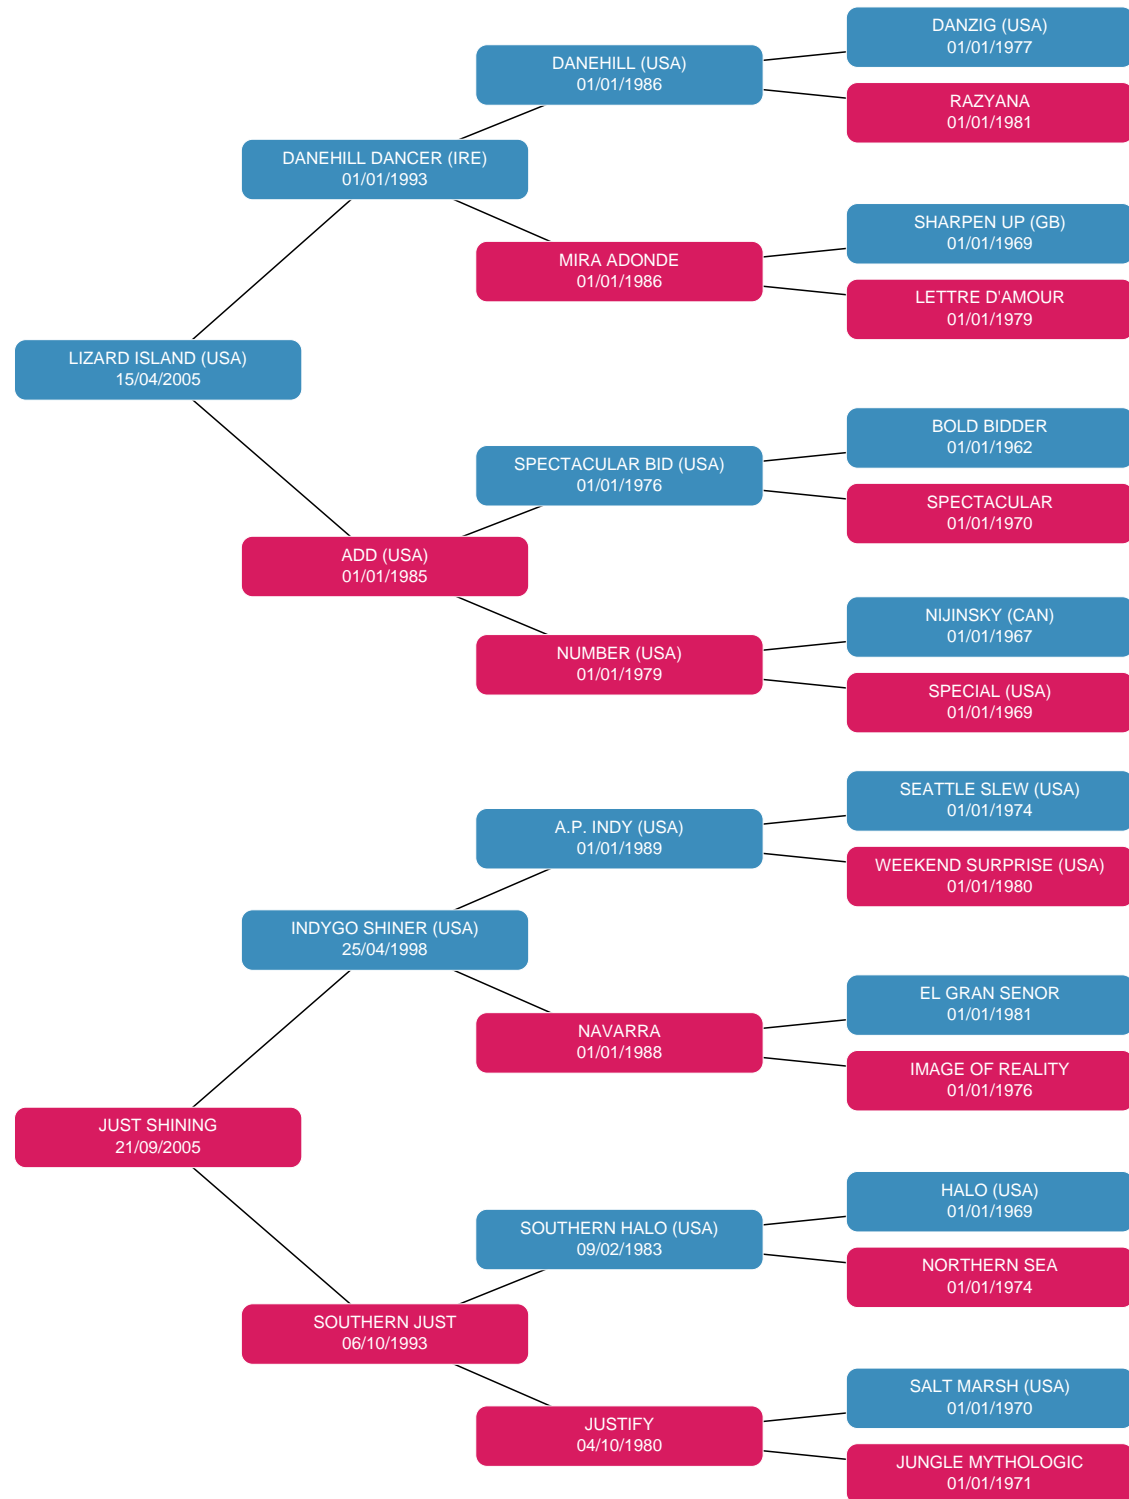 DANZIG (USA)
01/01/1977
DANEHILL (USA)
01/01/1986
RAZYANA
01/01/1981
DANEHILL DANCER (IRE)
01/01/1993
SHARPEN UP (GB)
01/01/1969
MIRA ADONDE
01/01/1986
LETTRE D'AMOUR
01/01/1979
LIZARD ISLAND (USA)
15/04/2005
BOLD BIDDER
01/01/1962
SPECTACULAR BID (USA)
01/01/1976
SPECTACULAR
01/01/1970
ADD (USA)
01/01/1985
NIJINSKY (CAN)
01/01/1967
NUMBER (USA)
01/01/1979
SPECIAL (USA)
01/01/1969
SEATTLE SLEW (USA)
01/01/1974
A.P. INDY (USA)
01/01/1989
WEEKEND SURPRISE (USA)
01/01/1980
INDYGO SHINER (USA)
25/04/1998
EL GRAN SENOR
01/01/1981
NAVARRA
01/01/1988
IMAGE OF REALITY
01/01/1976
JUST SHINING
21/09/2005
HALO (USA)
01/01/1969
SOUTHERN HALO (USA)
09/02/1983
NORTHERN SEA
01/01/1974
SOUTHERN JUST
06/10/1993
SALT MARSH (USA)
01/01/1970
JUSTIFY
04/10/1980
JUNGLE MYTHOLOGIC
01/01/1971